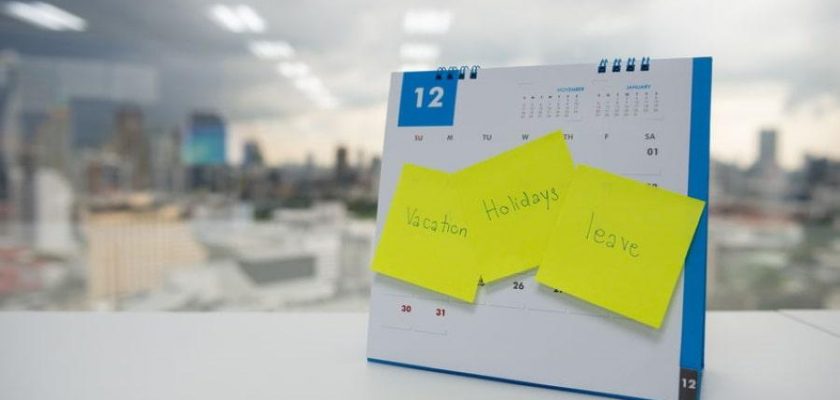 12
NOVEMBER
JANUARY
SU M TU W TH F SA
01
Vacation
Holidays
leave
26
30 31
12